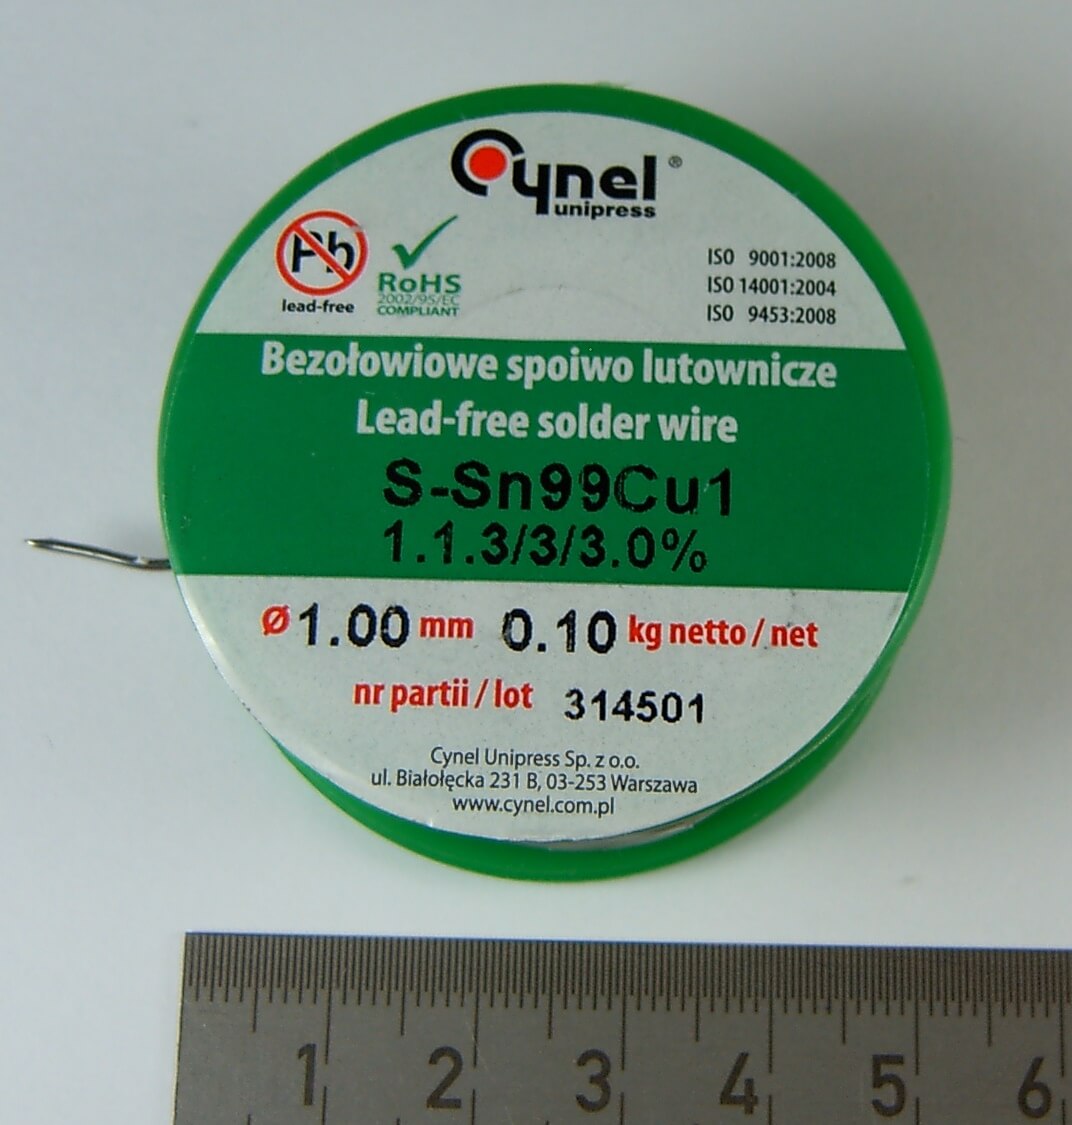 Cynel ®
unipress
Pb
lead-free
RoHS
2002/95/EC
COMPLIANT
ISO 9001:2008
ISO 14001:2004
ISO 9453:2008
Bezołowiowe spoiwo lutownicze
Lead-free solder wire
S-Sn99Cu1
1.1.3/3/3.0%
Ø 1.00 mm 0.10 kg netto / net
nr partii / lot 314501
Cynel Unipress Sp. z o.o.
ul. Białołęcka 231 B, 03-253 Warszawa
www.cynel.com.pl
1 2 3 4 5 6